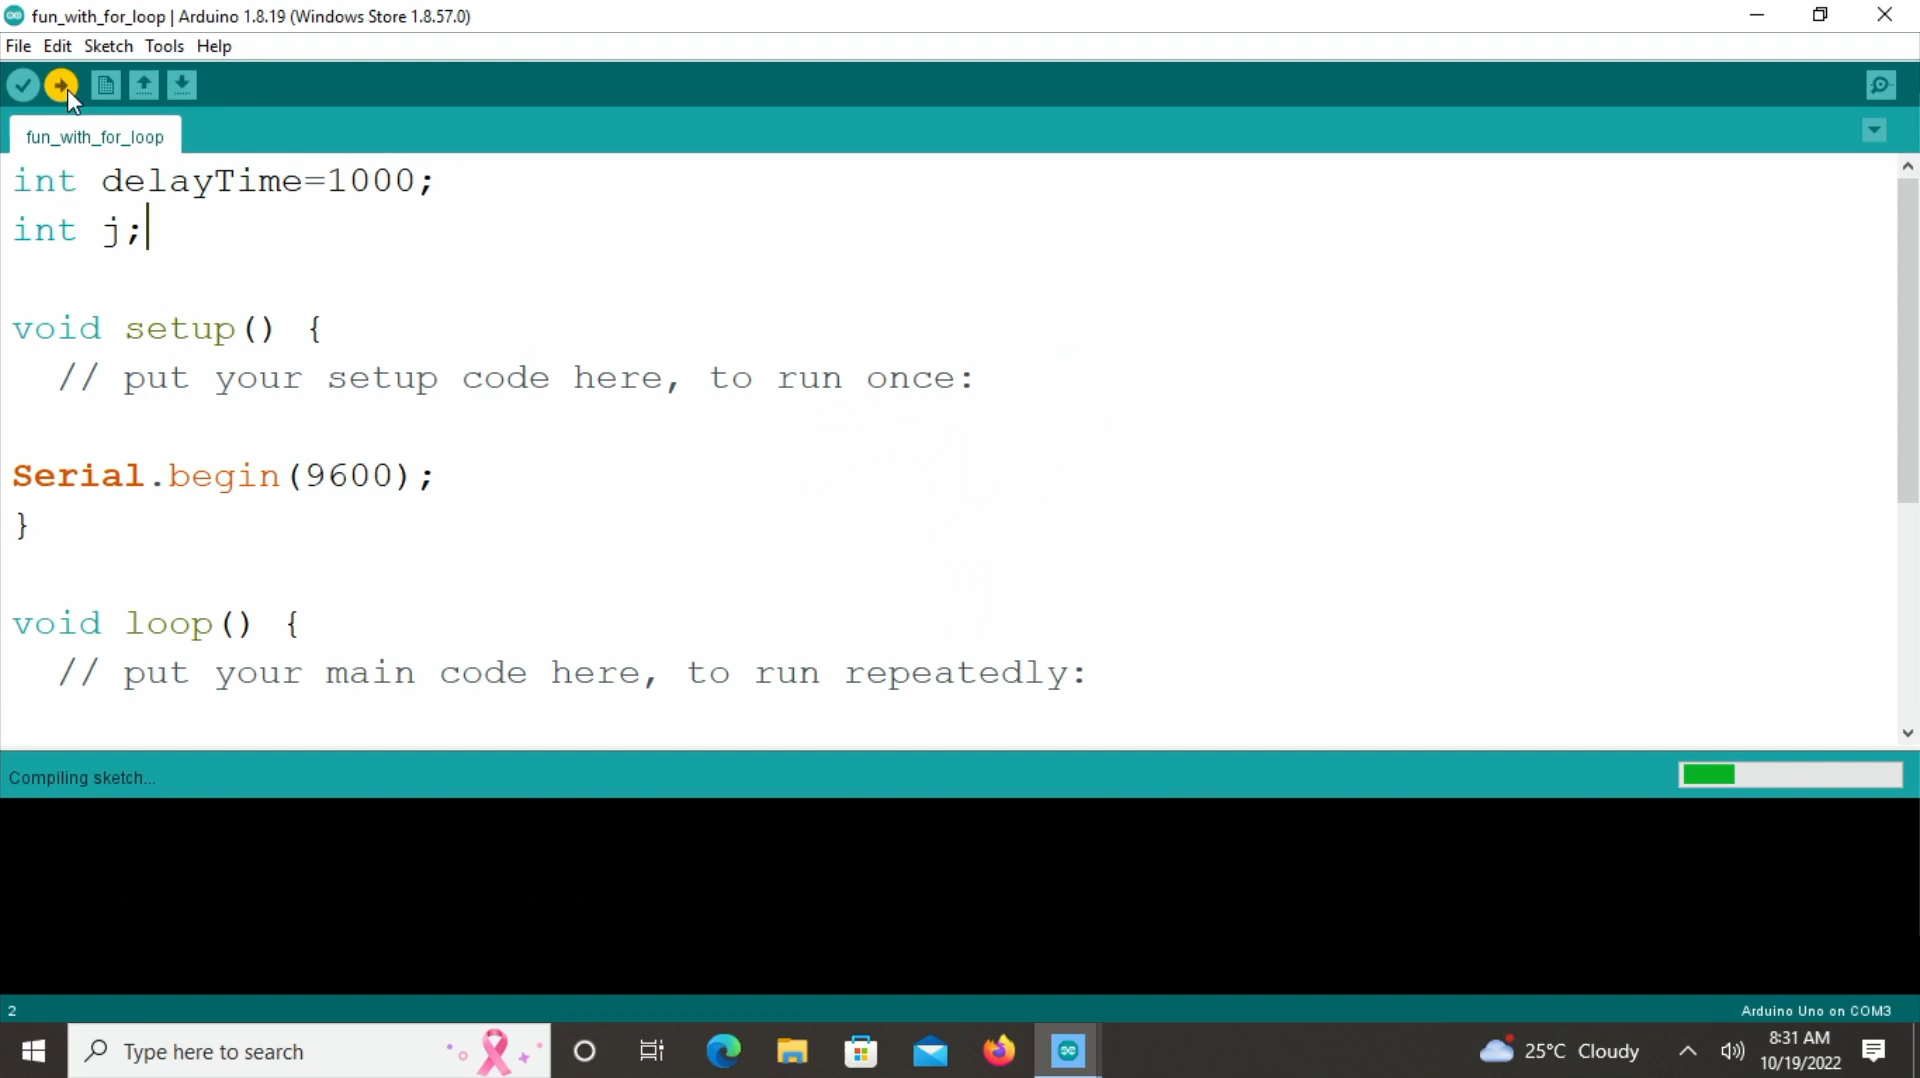 fun_with_for_loop | Arduino 1.8.19 (Windows Store 1.8.57.0)
File Edit Sketch Tools Help
fun_with_for_loop
int delayTime=1000;
int j;
void setup() {
// put your setup code here, to run once:
Serial.begin(9600);
}
void loop() {
// put your main code here, to run repeatedly:
Compiling sketch...
2
Arduino Uno on COM3
Type here to search
25°C Cloudy
8:31 AM
10/19/2022